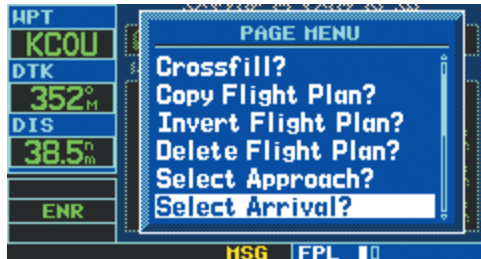 WPT
KCOU
DTK
352°M
DIS
38.5nm
ENR
PAGE MENU
Crossfill?
Copy Flight Plan?
Invert Flight Plan?
Delete Flight Plan?
Select Approach?
Select Arrival?
MSG FPL